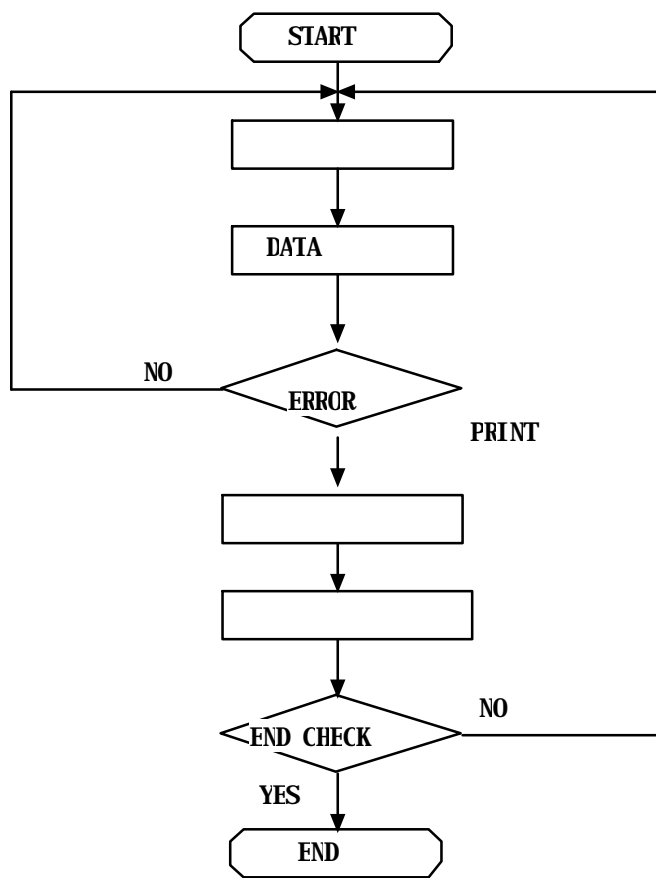 START
DATA
NO
ERROR
PRINT
NO
END CHECK
YES
END